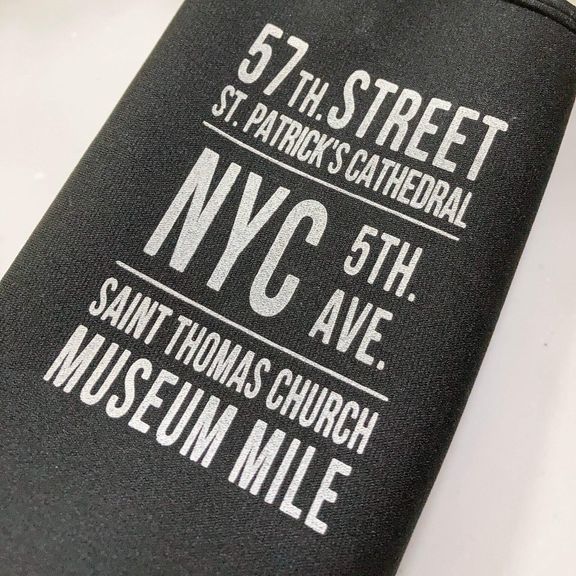 57TH. STREET
ST. PATRICK'S CATHEDRAL
NYC 5TH.
AVE.
SAINT THOMAS CHURCH
MUSEUM MILE